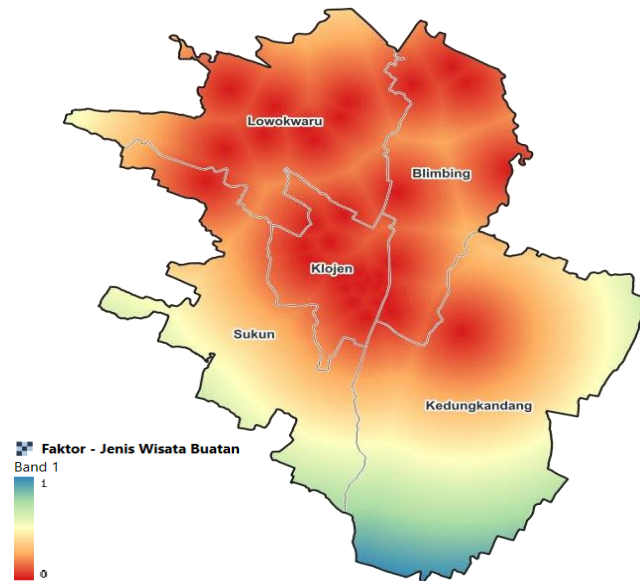 Lowokwaru
Blimbing
Klojen
Sukun
Kedungkandang
Faktor - Jenis Wisata Buatan
Band 1
1
0